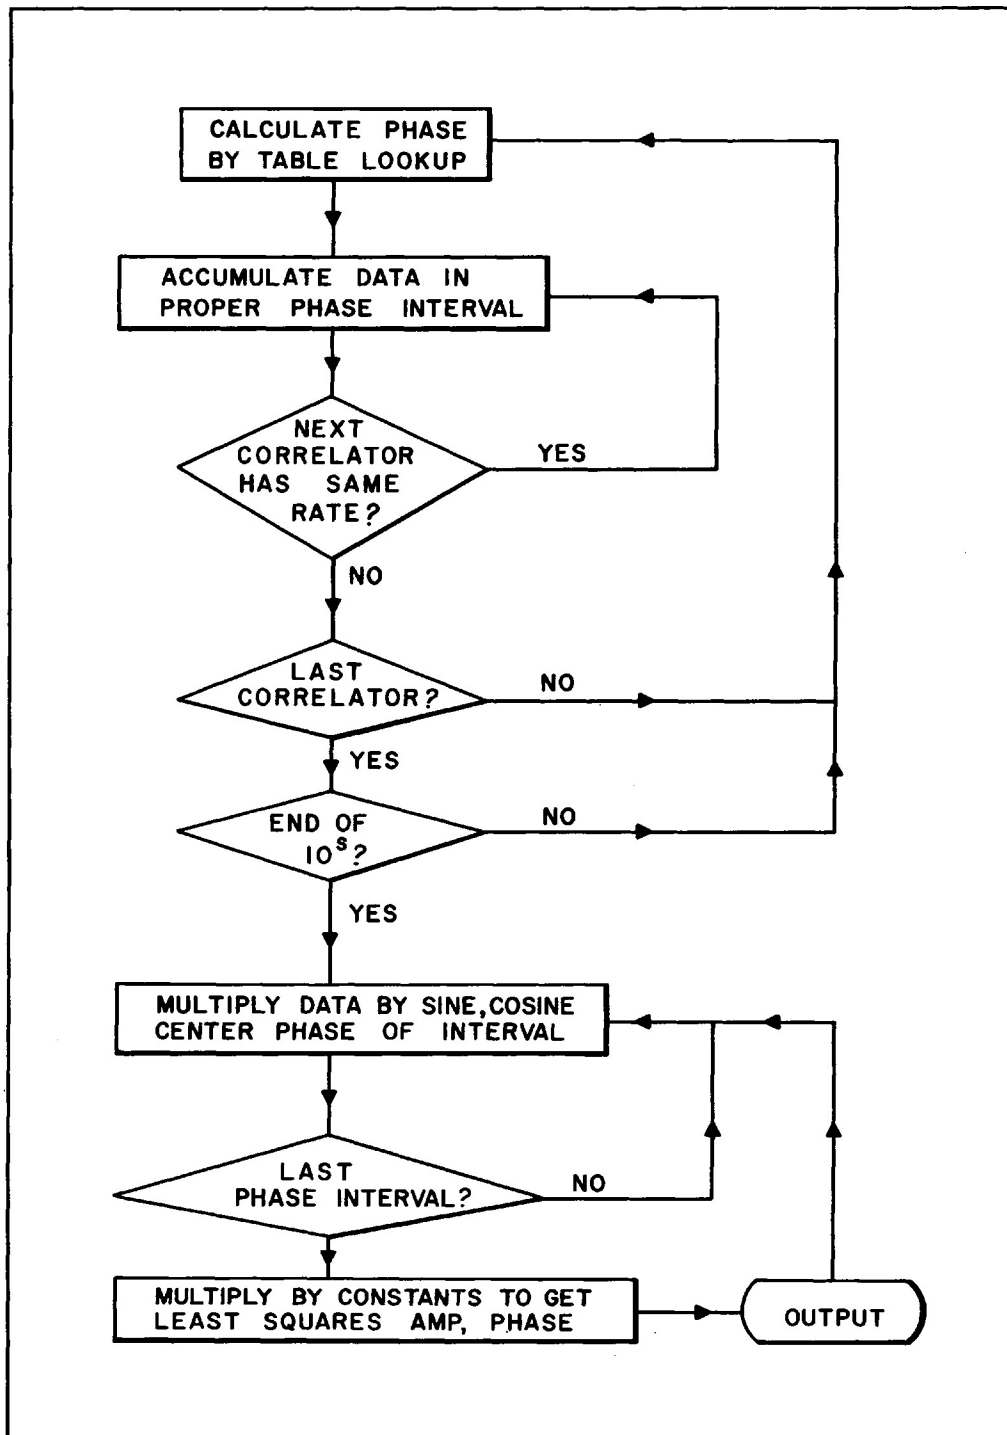 CALCULATE PHASE
BY TABLE LOOKUP
ACCUMULATE DATA IN
PROPER PHASE INTERVAL
NEXT
CORRELATOR
HAS SAME
RATE?
YES
NO
LAST
CORRELATOR?
NO
YES
END OF
10ˢ?
NO
YES
MULTIPLY DATA BY SINE, COSINE
CENTER PHASE OF INTERVAL
LAST
PHASE INTERVAL?
NO
MULTIPLY BY CONSTANTS TO GET
LEAST SQUARES AMP, PHASE
OUTPUT